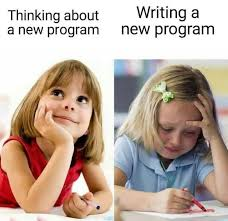 Thinking about
a new program
Writing a
new program